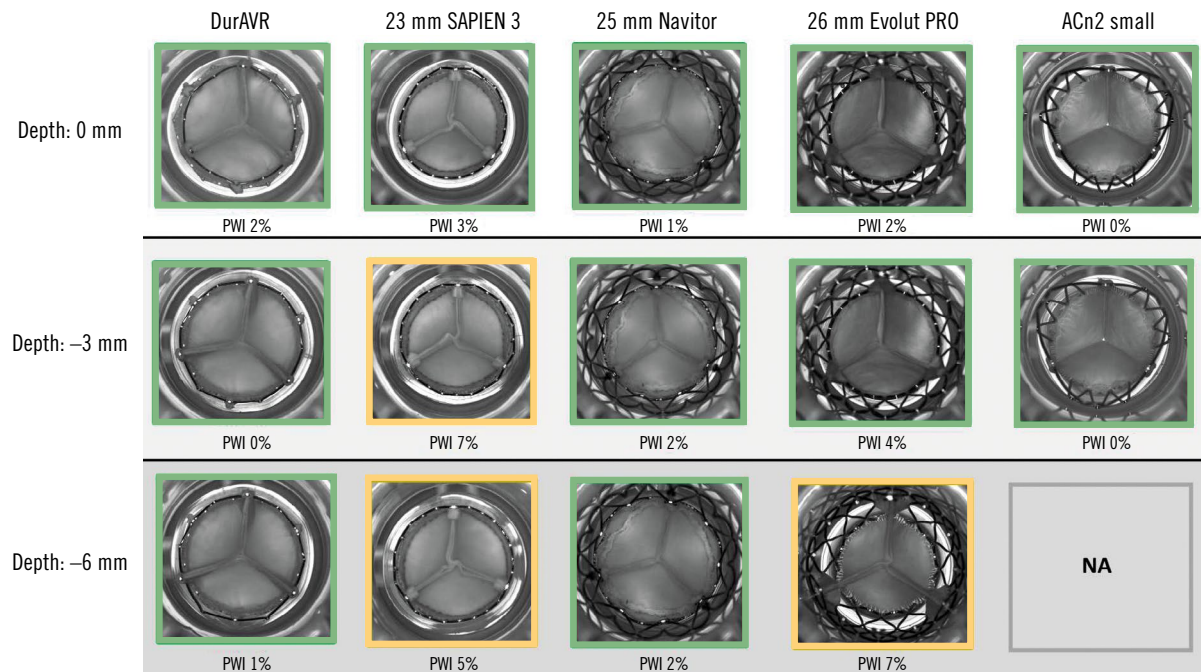 DurAVR 23 mm SAPIEN 3 25 mm Navitor 26 mm Evolut PRO ACn2 small
Depth: 0 mm
PWI 2% PWI 3% PWI 1% PWI 2% PWI 0%
Depth: –3 mm
PWI 0% PWI 7% PWI 2% PWI 4% PWI 0%
Depth: –6 mm
NA
PWI 1% PWI 5% PWI 2% PWI 7%